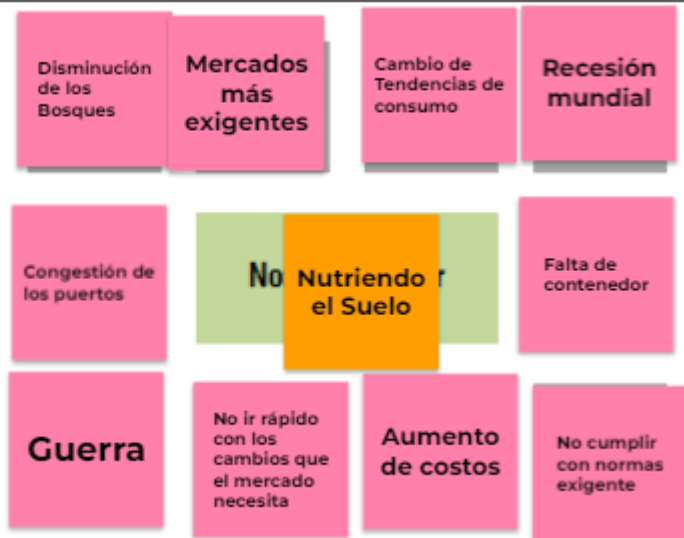 Disminución
de los
Bosques
Mercados
más
exigentes
Cambio de
Tendencias de
consumo
Recesión
mundial
Congestión de
los puertos
No
Nutriendo
el Suelo
r
Falta de
contenedor
Guerra
No ir rápido
con los
cambios que
el mercado
necesita
Aumento
de costos
No cumplir
con normas
exigente